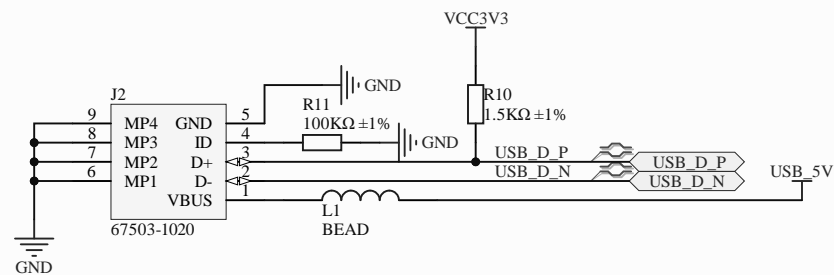 VCC3V3
J2
GND
R10
1.5KΩ ±1%
R11
100KΩ ±1%
GND
9 MP4 GND 5
8 MP3 ID 4
7 MP2 D+ 3
6 MP1 D- 2
VBUS 1
USB_D_P USB_D_P
USB_D_N USB_D_N
USB_5V
L1
BEAD
67503-1020
GND